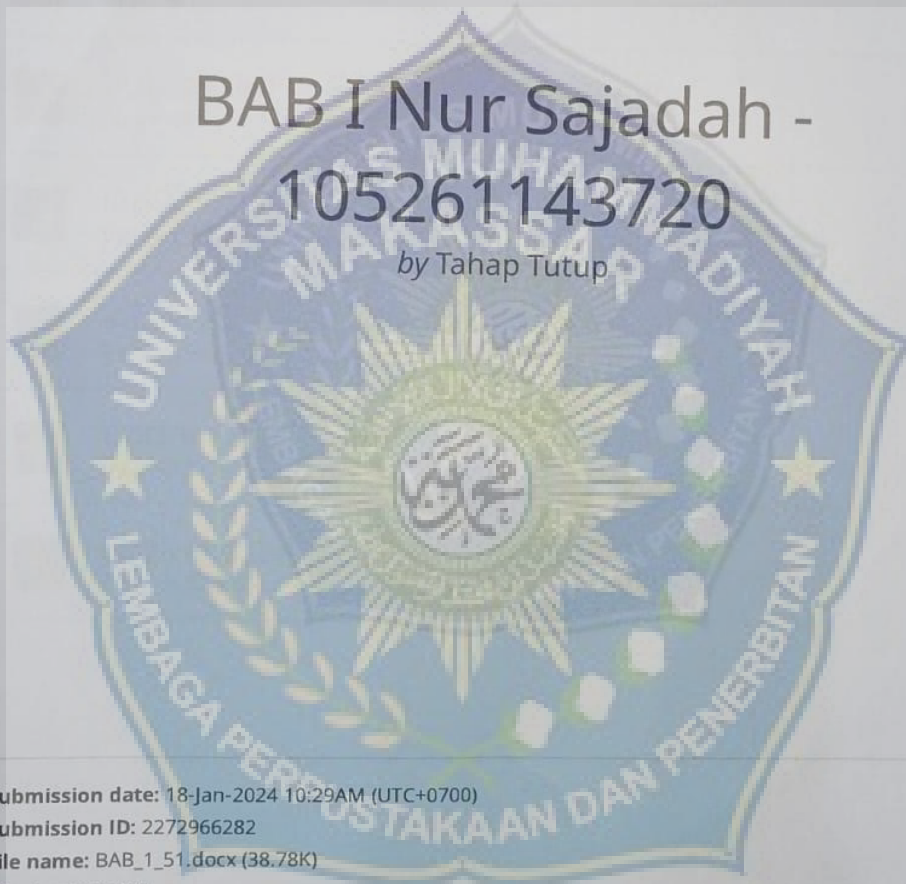 BAB I Nur Sajadah -
105261143720
by Tahap Tutup
UNIVERSITAS MUHAMMADIYAH
MAKASSAR
محمد
LEMBAGA PERPUSTAKAAN DAN PENERBITAN
ubmission date: 18-Jan-2024 10:29AM (UTC+0700)
ubmission ID: 2272966282
ile name: BAB_1_51.docx (38.78K)